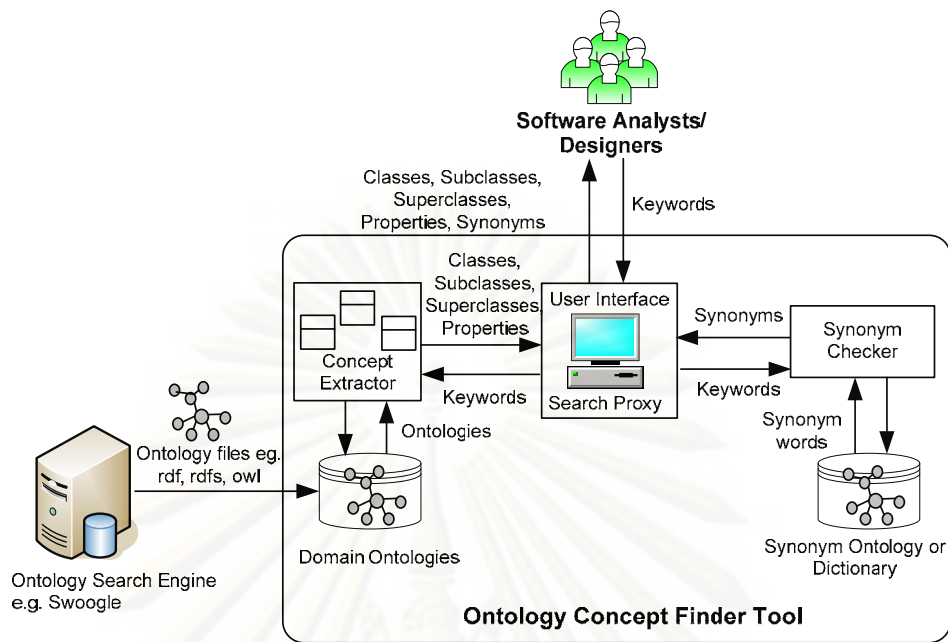 Software Analysts/
Designers
Classes, Subclasses,
Superclasses,
Properties, Synonyms
Keywords
Classes,
Subclasses,
Superclasses,
Properties
User Interface
Search Proxy
Synonyms
Synonym
Checker
Concept
Extractor
Keywords
Keywords
Ontologies
Synonym
words
Ontology files eg.
rdf, rdfs, owl
Domain Ontologies
Synonym Ontology or
Dictionary
Ontology Search Engine
e.g. Swoogle
Ontology Concept Finder Tool